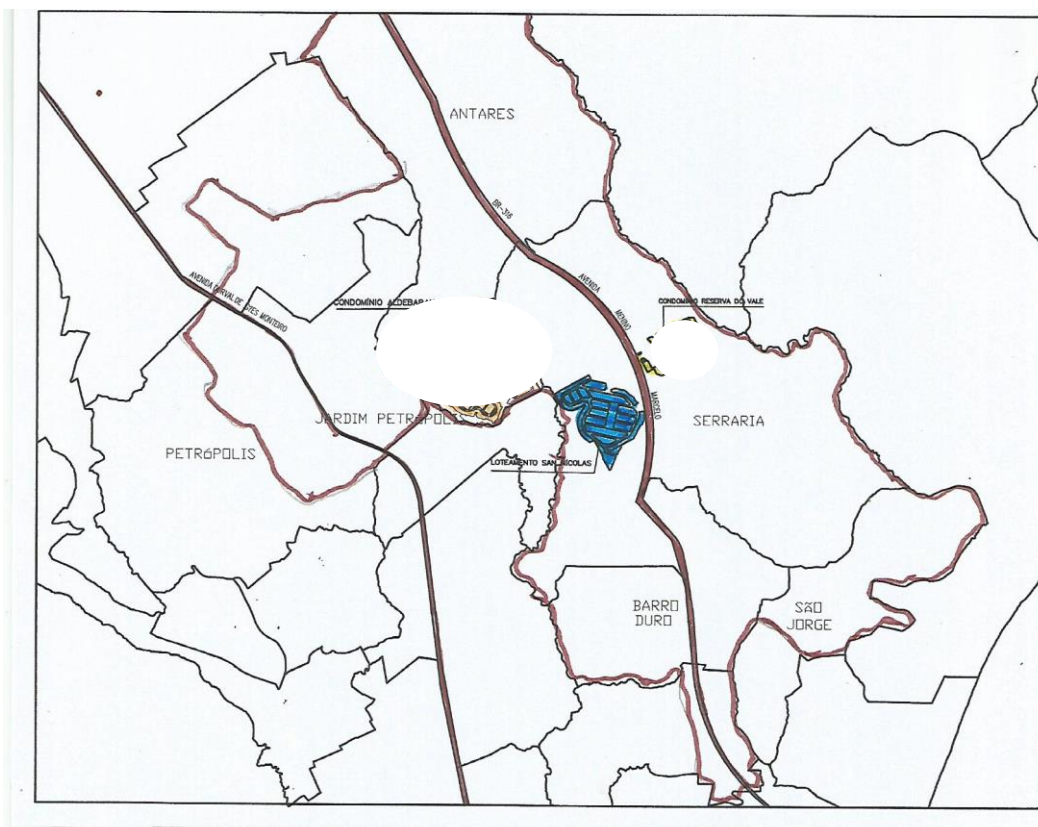 ANTARES
BR-316
AVENIDA
CONDOMÍNIO RESERVA DO VALE
MENINO
MARCELO
JARDIM PETRÓPOLIS
SERRARIA
PETRÓPOLIS
LOTEAMENTO SAN NICOLAS
BARRO
DURO
SÃO
JORGE
AVENIDA
MONTEIRO
CONDOMÍNIO